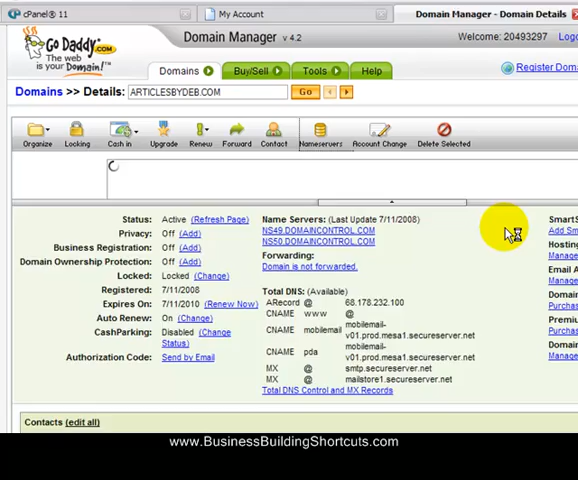 cPanel® 11
My Account
Domain Manager - Domain Details
Go Daddy.COM
The web is your Domain!™
Domain Manager v 4.2
Welcome: 20493297
Domains
Buy/Sell
Tools
Help
Domains >> Details:
ARTICLESBYDEB.COM
Go
Organize
Locking
Cash in
Upgrade
Renew
Forward
Contact
Nameservers
Account Change
Delete Selected
Status: Active (Refresh Page)
Privacy: Off (Add)
Business Registration: Off (Add)
Domain Ownership Protection: Off (Add)
Locked: Locked (Change)
Registered: 7/11/2008
Expires On: 7/11/2010 (Renew Now)
Auto Renew: On (Change)
CashParking: Disabled (Change Status)
Authorization Code: Send by Email
Name Servers: (Last Update 7/11/2008)
NS49.DOMAINCONTROL.COM
NS50.DOMAINCONTROL.COM
Forwarding:
Domain is not forwarded.
Total DNS: (Available)
ARecord @ 68.178.232.100
CNAME www @
CNAME mobilemail mobilemail-v01.prod.mesa1.secureserver.net
CNAME pda mobilemail-v01.prod.mesa1.secureserver.net
MX @ smtp.secureserver.net
MX @ mailstore1.secureserver.net
Total DNS Control and MX Records
Contacts (edit all)
www.BusinessBuildingShortcuts.com